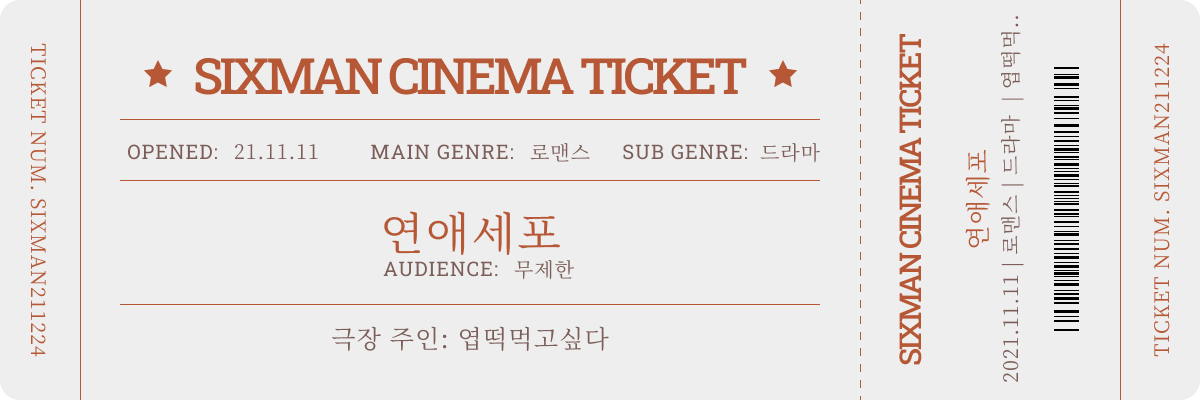 TICKET NUM. SIXMAN211224
★ SIXMAN CINEMA TICKET ★
OPENED: 21.11.11 MAIN GENRE: 로맨스 SUB GENRE: 드라마
연애세포
AUDIENCE: 무제한
극장 주인: 엽떡먹고싶다
SIXMAN CINEMA TICKET
연애세포
2021.11.11 | 로맨스 | 드라마 | 엽떡먹..
TICKET NUM. SIXMAN211224